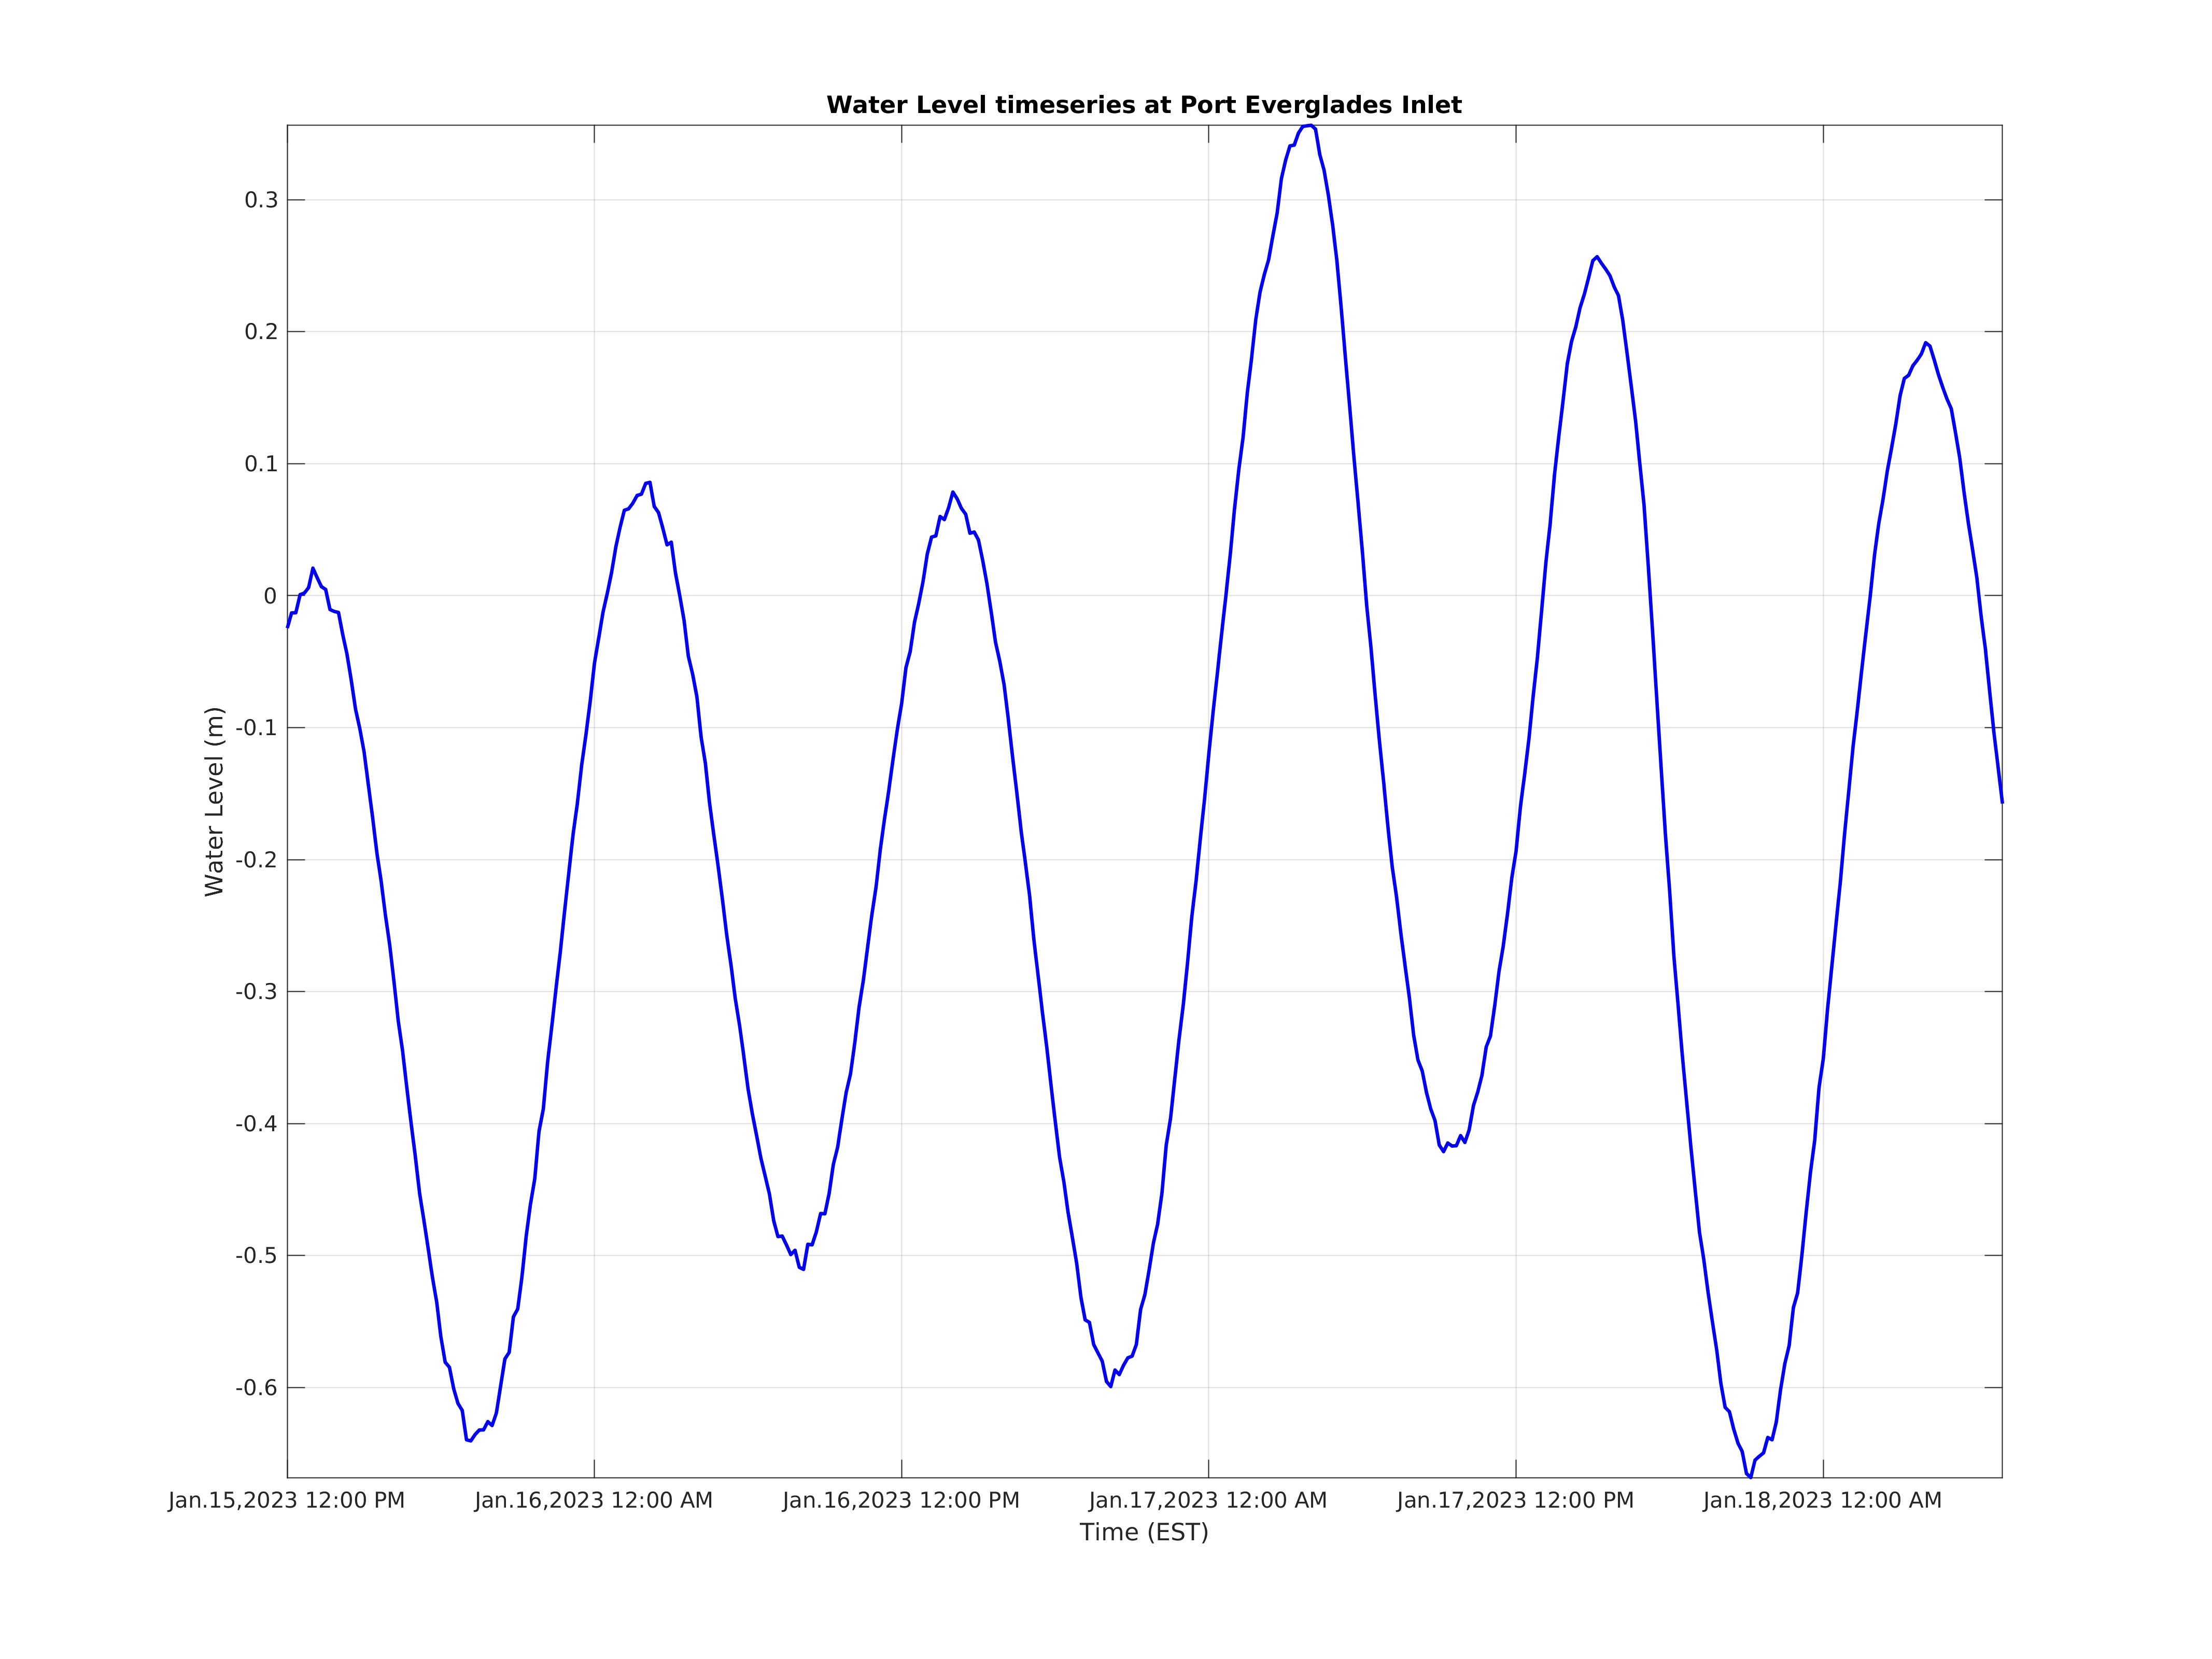 Water Level timeseries at Port Everglades Inlet
0.3
0.2
0.1
0
-0.1
-0.2
-0.3
-0.4
-0.5
-0.6
Water Level (m)
Jan.15,2023 12:00 PM
Jan.16,2023 12:00 AM
Jan.16,2023 12:00 PM
Jan.17,2023 12:00 AM
Jan.17,2023 12:00 PM
Jan.18,2023 12:00 AM
Time (EST)